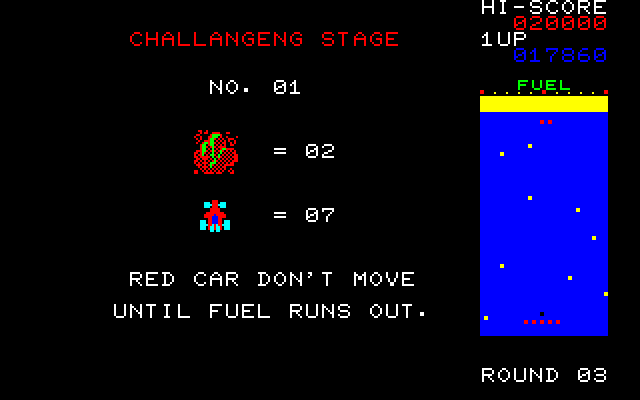 CHALLANGENG STAGE
NO. 01
= 02
= 07
RED CAR DON'T MOVE
UNTIL FUEL RUNS OUT.
HI-SCORE
020000
1UP
017860
FUEL
ROUND 03